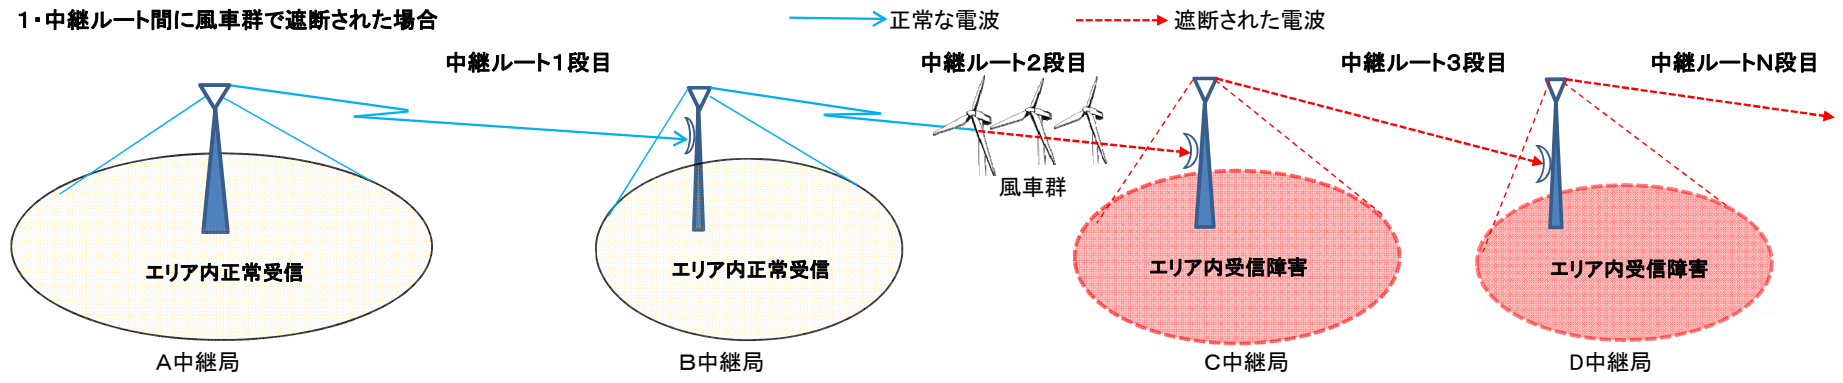 1・中継ルート間に風車群で遮断された場合
正常な電波
遮断された電波
中継ルート1段目
中継ルート2段目
中継ルート3段目
中継ルートN段目
風車群
エリア内正常受信
エリア内正常受信
エリア内受信障害
エリア内受信障害
A中継局
B中継局
C中継局
D中継局